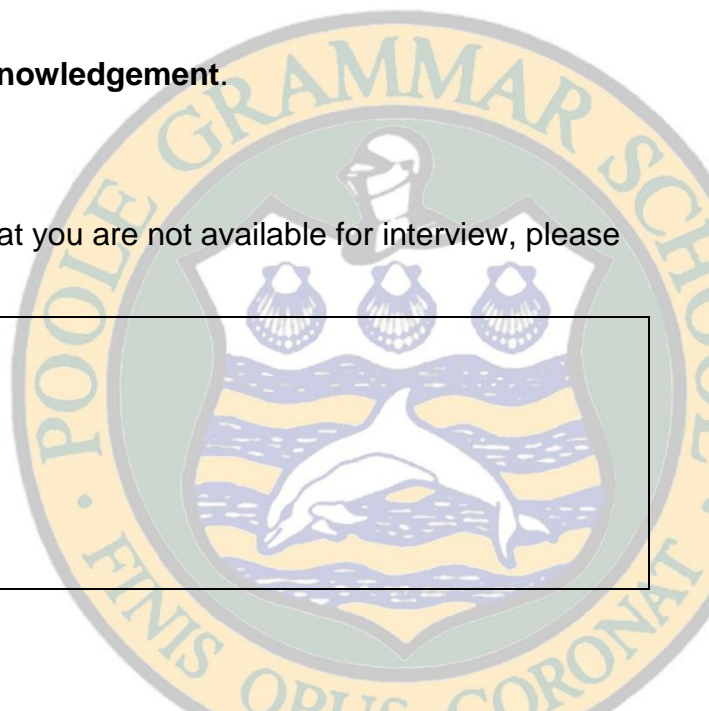 nowledgement.
at you are not available for interview, please
POOLE GRAMMAR SCHOOL
FINIS OPUS CORONAT